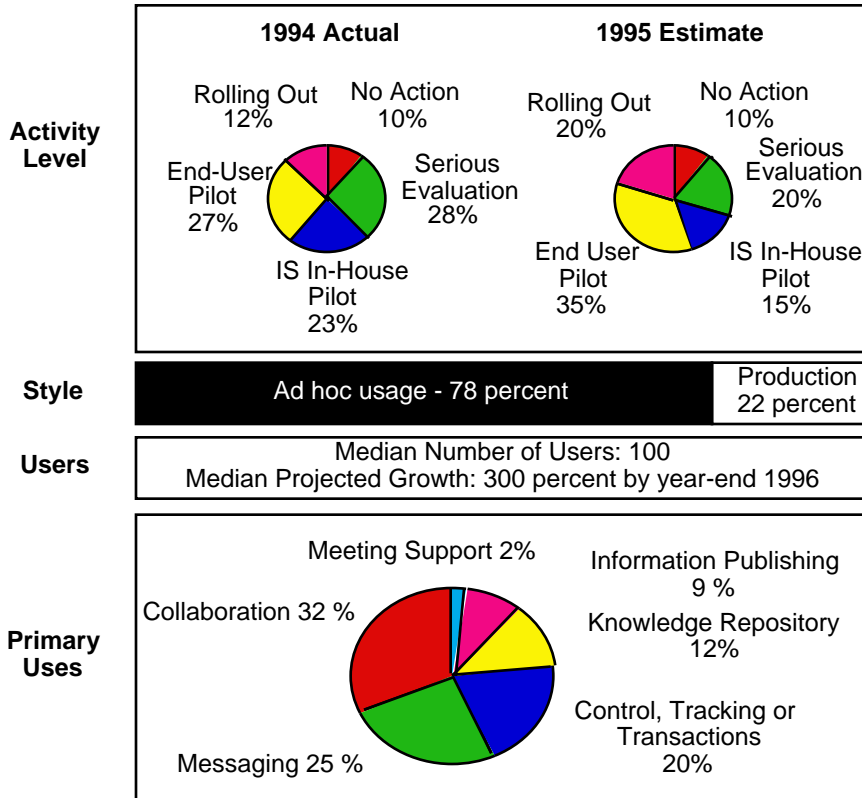 1994 Actual
1995 Estimate
Activity
Level
Rolling Out
12%
No Action
10%
End-User
Pilot
27%
Serious
Evaluation
28%
IS In-House
Pilot
23%
Rolling Out
20%
No Action
10%
Serious
Evaluation
20%
End User
Pilot
35%
IS In-House
Pilot
15%
Style
Ad hoc usage - 78 percent
Production
22 percent
Users
Median Number of Users: 100
Median Projected Growth: 300 percent by year-end 1996
Primary
Uses
Meeting Support 2%
Information Publishing
9 %
Collaboration 32 %
Knowledge Repository
12%
Control, Tracking or
Transactions
20%
Messaging 25 %